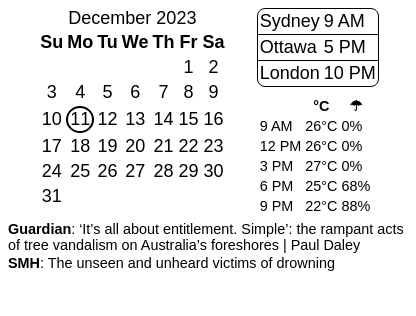 December 2023
Su Mo Tu We Th Fr Sa
1 2
3 4 5 6 7 8 9
10 11 12 13 14 15 16
17 18 19 20 21 22 23
24 25 26 27 28 29 30
31
Sydney 9 AM
Ottawa 5 PM
London 10 PM
°C ☂
9 AM 26°C 0%
12 PM 26°C 0%
3 PM 27°C 0%
6 PM 25°C 68%
9 PM 22°C 88%
Guardian: ‘It’s all about entitlement. Simple’: the rampant acts
of tree vandalism on Australia’s foreshores | Paul Daley
SMH: The unseen and unheard victims of drowning